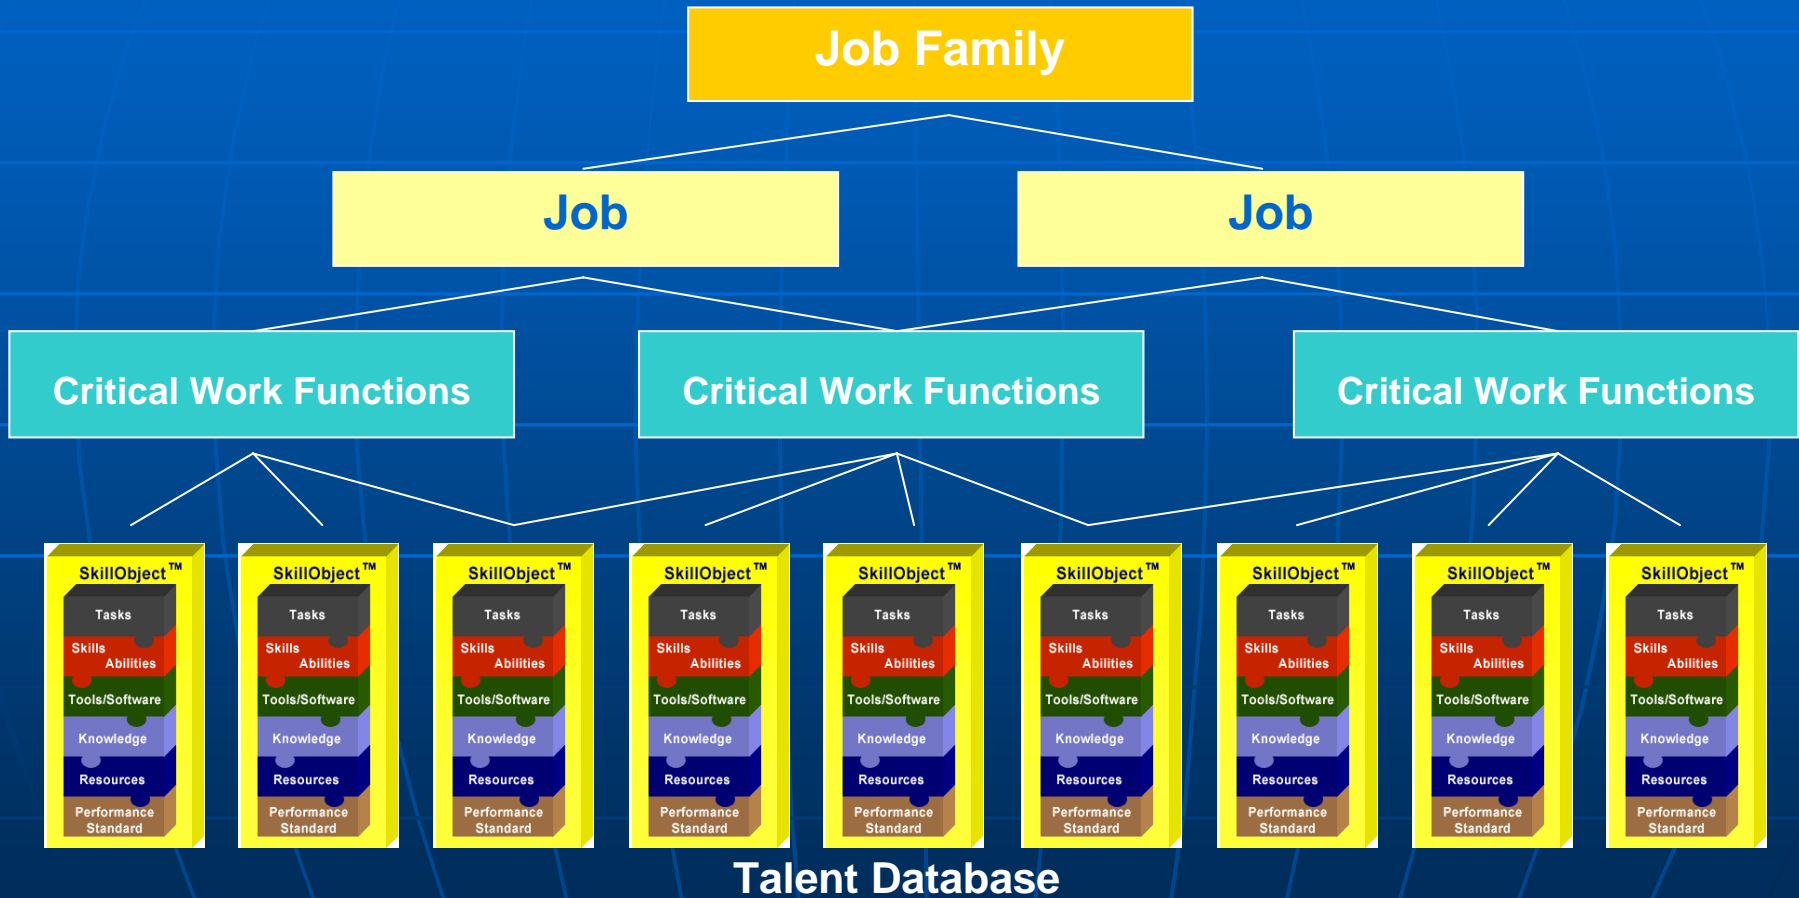 Job Family
Job
Job
Critical Work Functions
Critical Work Functions
Critical Work Functions
SkillObject™
Tasks
Skills
Abilities
Tools/Software
Knowledge
Resources
Performance
Standard
SkillObject™
Tasks
Skills
Abilities
Tools/Software
Knowledge
Resources
Performance
Standard
SkillObject™
Tasks
Skills
Abilities
Tools/Software
Knowledge
Resources
Performance
Standard
SkillObject™
Tasks
Skills
Abilities
Tools/Software
Knowledge
Resources
Performance
Standard
SkillObject™
Tasks
Skills
Abilities
Tools/Software
Knowledge
Resources
Performance
Standard
SkillObject™
Tasks
Skills
Abilities
Tools/Software
Knowledge
Resources
Performance
Standard
SkillObject™
Tasks
Skills
Abilities
Tools/Software
Knowledge
Resources
Performance
Standard
SkillObject™
Tasks
Skills
Abilities
Tools/Software
Knowledge
Resources
Performance
Standard
SkillObject™
Tasks
Skills
Abilities
Tools/Software
Knowledge
Resources
Performance
Standard
Talent Database